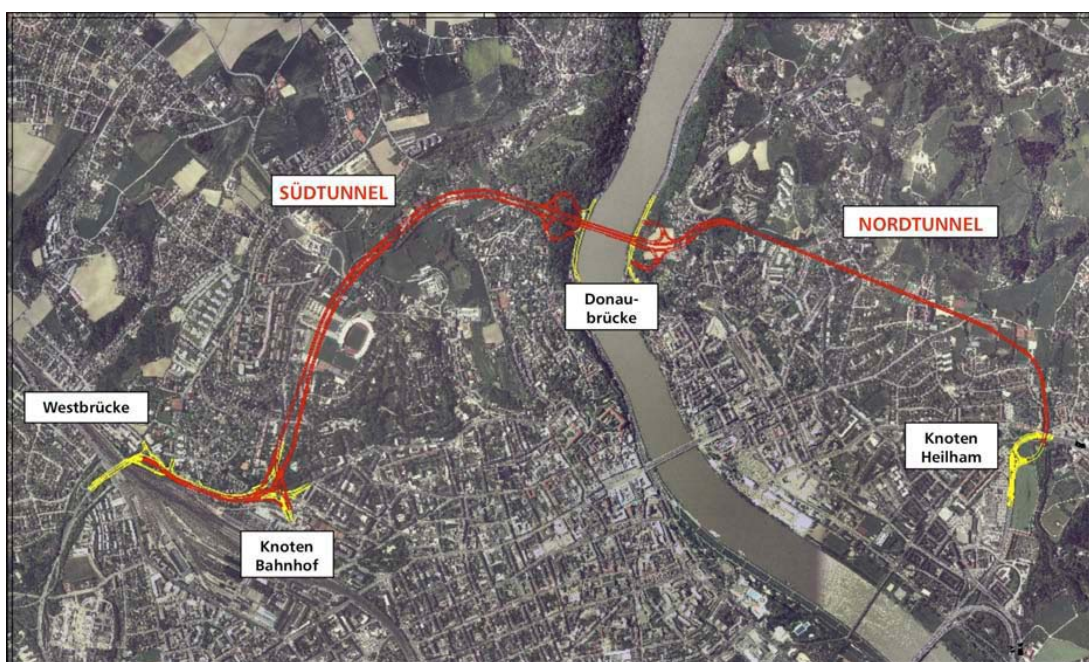 SÜDTUNNEL
NORDTUNNEL
Donau-
brücke
Westbrücke
Knoten
Heilham
Knoten
Bahnhof